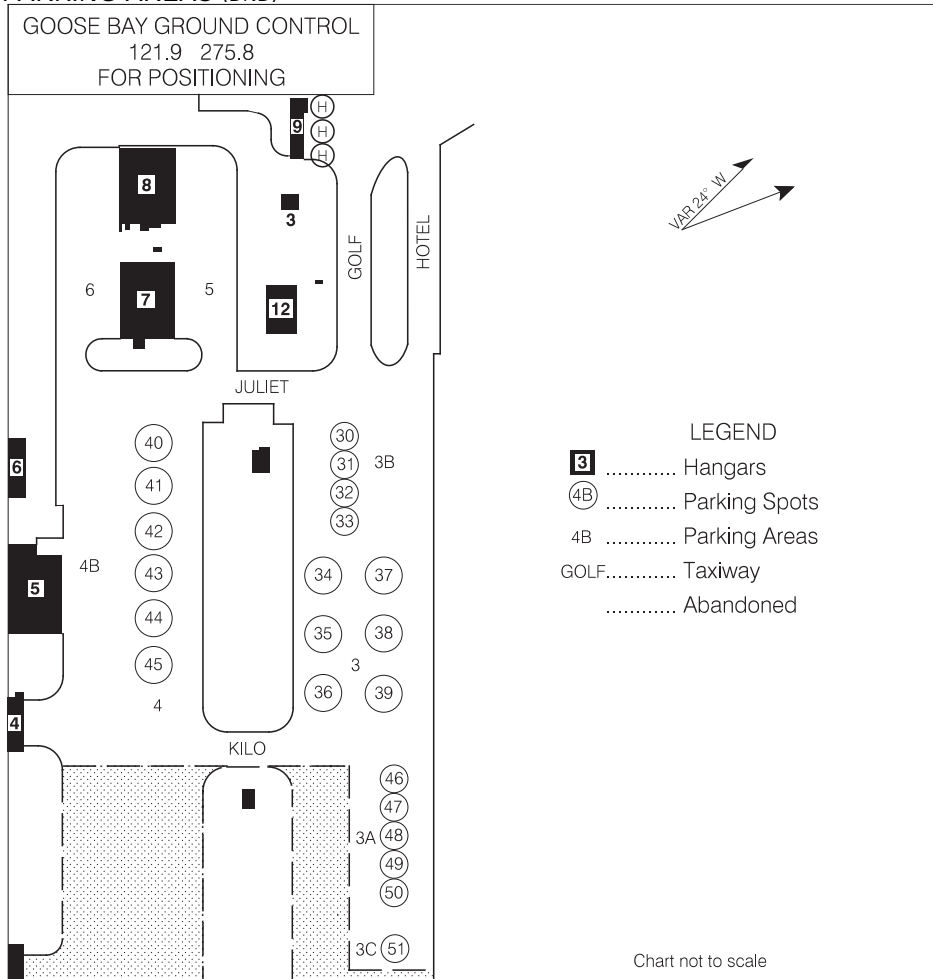 PARKING AREAS (DND)
GOOSE BAY GROUND CONTROL
121.9 275.8
FOR POSITIONING
9
H
H
H
8
3
GOLF
HOTEL
VAR 24° W
6
7
5
12
JULIET
40
30
6
41
31
3B
32
42
33
LEGEND
3 ............ Hangars
4B ............ Parking Spots
4B ............ Parking Areas
GOLF ............ Taxiway
............ Abandoned
5
4B
43
34
37
44
35
38
45
3
4
36
39
4
KILO
46
47
3A
48
49
50
3C
51
Chart not to scale